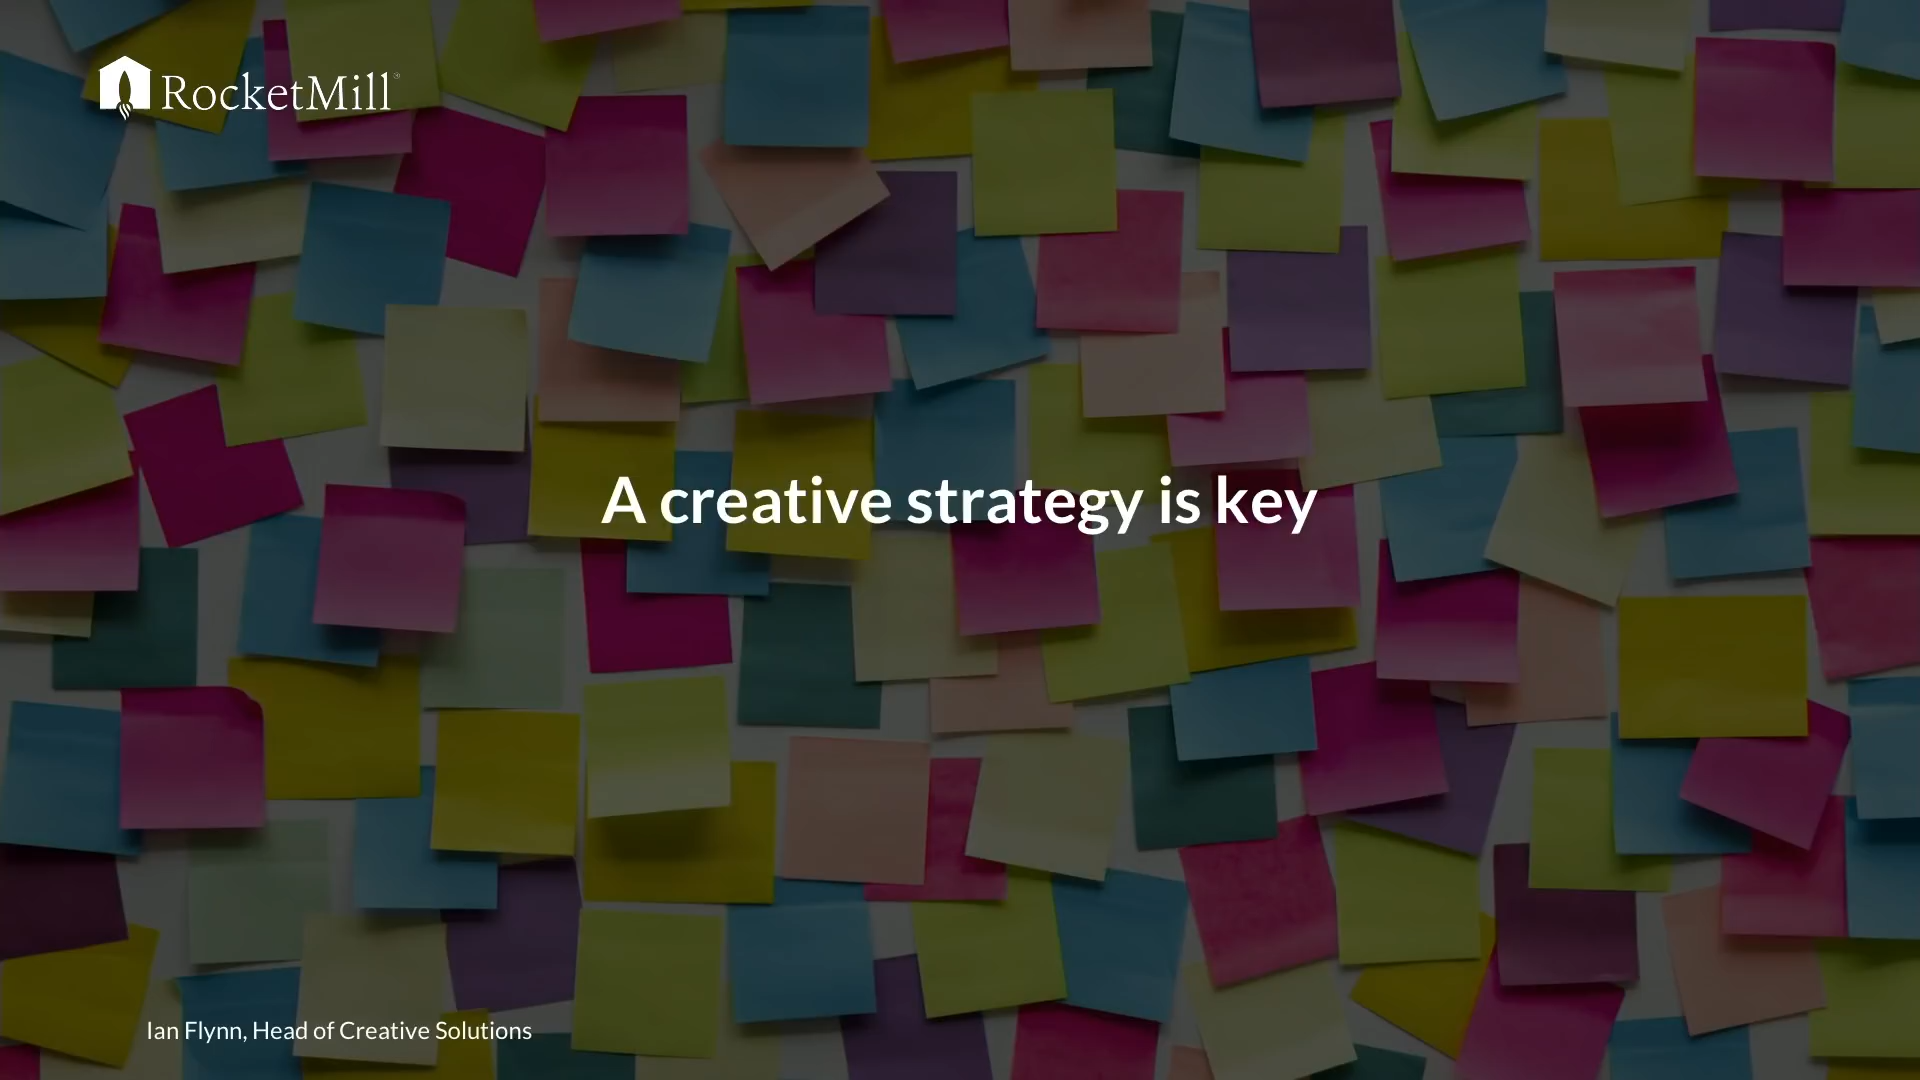 RocketMill®
A creative strategy is key
Ian Flynn, Head of Creative Solutions